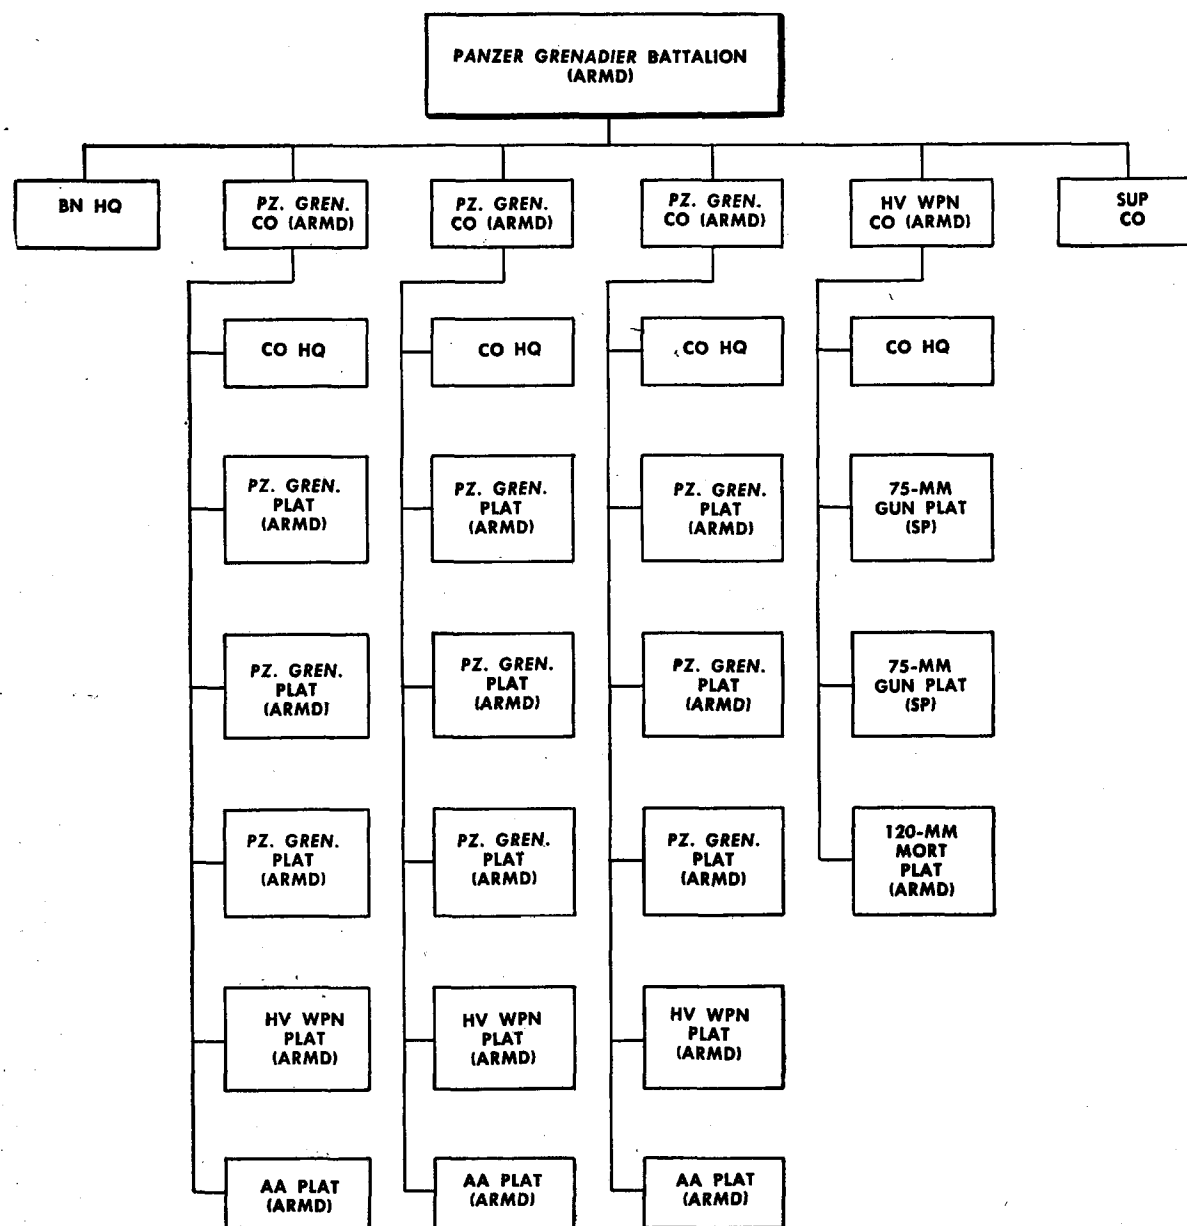 PANZER GRENADIER BATTALION
(ARMD)
BN HQ
PZ. GREN.
CO (ARMD)
PZ. GREN.
CO (ARMD)
PZ. GREN.
CO (ARMD)
HV WPN
CO (ARMD)
SUP
CO
CO HQ
CO HQ
CO HQ
CO HQ
PZ. GREN.
PLAT
(ARMD)
PZ. GREN.
PLAT
(ARMD)
PZ. GREN.
PLAT
(ARMD)
75-MM
GUN PLAT
(SP)
PZ. GREN.
PLAT
(ARMD)
PZ. GREN.
PLAT
(ARMD)
PZ. GREN.
PLAT
(ARMD)
75-MM
GUN PLAT
(SP)
PZ. GREN.
PLAT
(ARMD)
PZ. GREN.
PLAT
(ARMD)
PZ. GREN.
PLAT
(ARMD)
120-MM
MORT
PLAT
(ARMD)
HV WPN
PLAT
(ARMD)
HV WPN
PLAT
(ARMD)
HV WPN
PLAT
(ARMD)
AA PLAT
(ARMD)
AA PLAT
(ARMD)
AA PLAT
(ARMD)